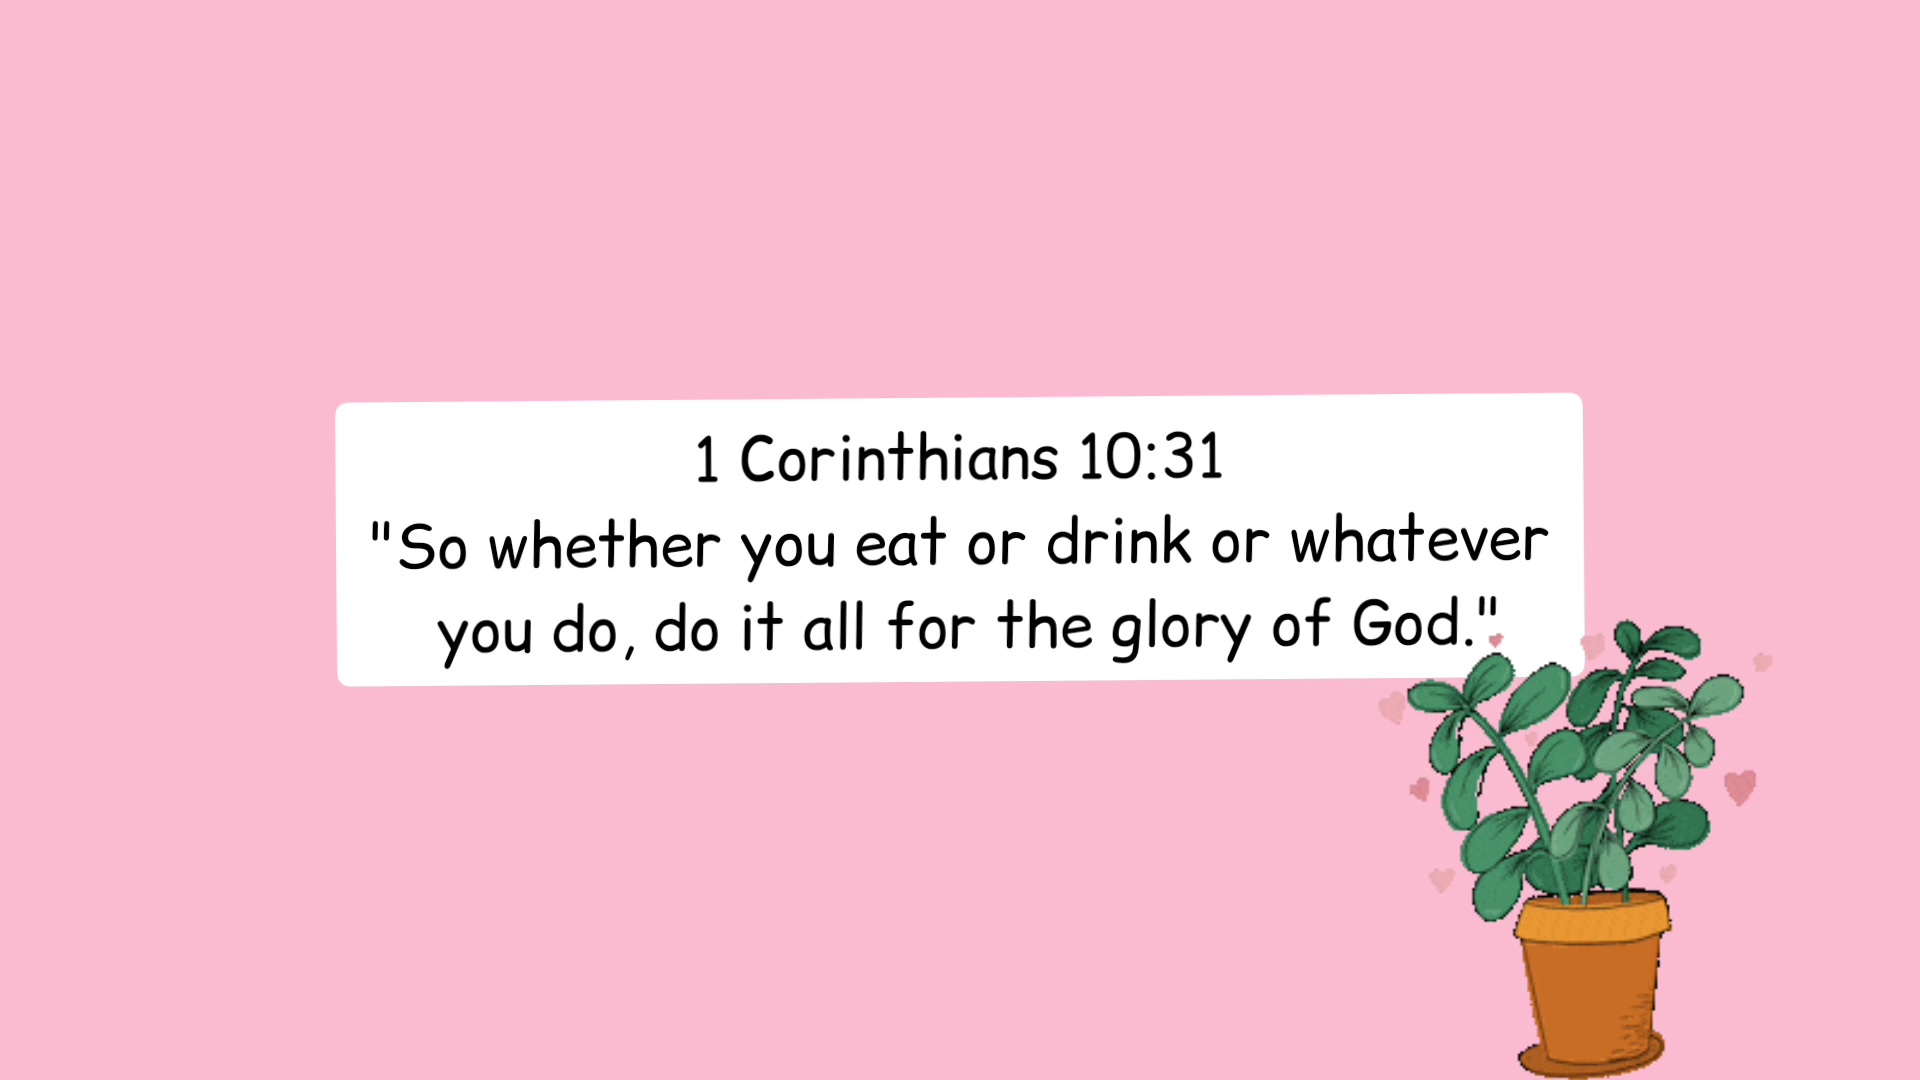 1 Corinthians 10:31
"So whether you eat or drink or whatever
you do, do it all for the glory of God."